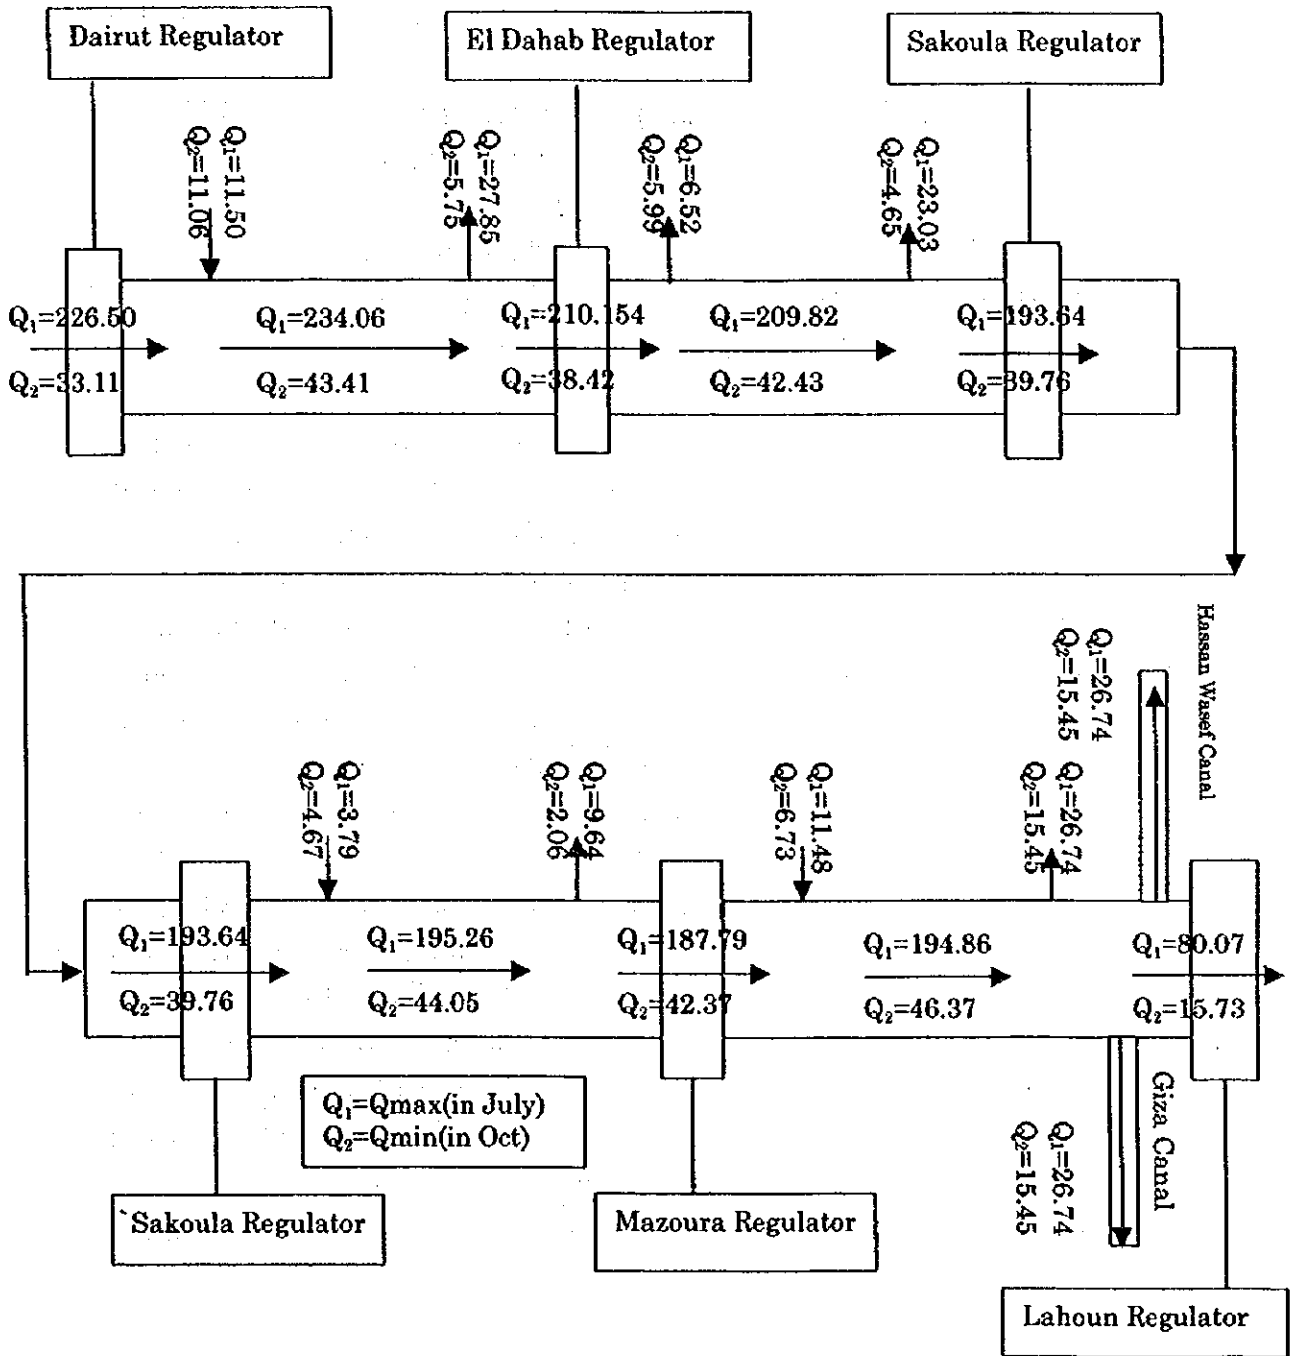 Dairut Regulator
El Dahab Regulator
Sakoula Regulator
Q₁=11.50
Q₂=11.06
Q₁=27.85
Q₂=5.75
Q₁=6.52
Q₂=5.99
Q₁=23.03
Q₂=4.65
Q₁=226.50
Q₂=33.11
Q₁=234.06
Q₂=43.41
Q₁=210.154
Q₂=38.42
Q₁=209.82
Q₂=42.43
Q₁=193.64
Q₂=39.76
Hassan Wasef Canal
Q₁=26.74
Q₂=15.45
Q₁=3.79
Q₂=4.67
Q₁=9.64
Q₂=2.06
Q₁=11.48
Q₂=6.73
Q₁=26.74
Q₂=15.45
Q₁=193.64
Q₂=39.76
Q₁=195.26
Q₂=44.05
Q₁=187.79
Q₂=42.37
Q₁=194.86
Q₂=46.37
Q₁=80.07
Q₂=15.73
Q₁=Qmax(in July)
Q₂=Qmin(in Oct)
Giza Canal
Q₁=26.74
Q₂=15.45
Sakoula Regulator
Mazoura Regulator
Lahoun Regulator